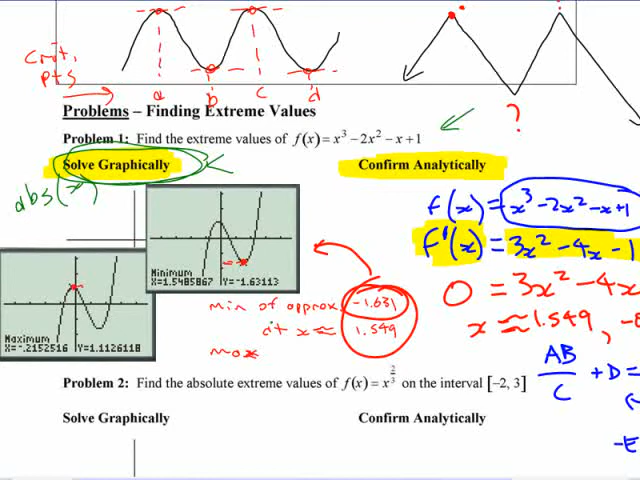 Crit.
pts
a
b
c
d
?
Problems – Finding Extreme Values
Problem 1: Find the extreme values of f(x) = x³ − 2x² − x + 1
Solve Graphically
Confirm Analytically
abs(x)
f(x) = x³ − 2x² − x + 1
f'(x) = 3x² − 4x − 1
0 = 3x² − 4x
x ≈ 1.549 ,
Minimum
X=1.5485867 Y=-1.63113
Maximum
X=-.2152516 Y=1.1126118
min of approx. −1.631
at x ≈ 1.549
max
AB
C
+ D =
-E
Problem 2: Find the absolute extreme values of f(x) = x^(2/3) on the interval [−2, 3]
Solve Graphically
Confirm Analytically